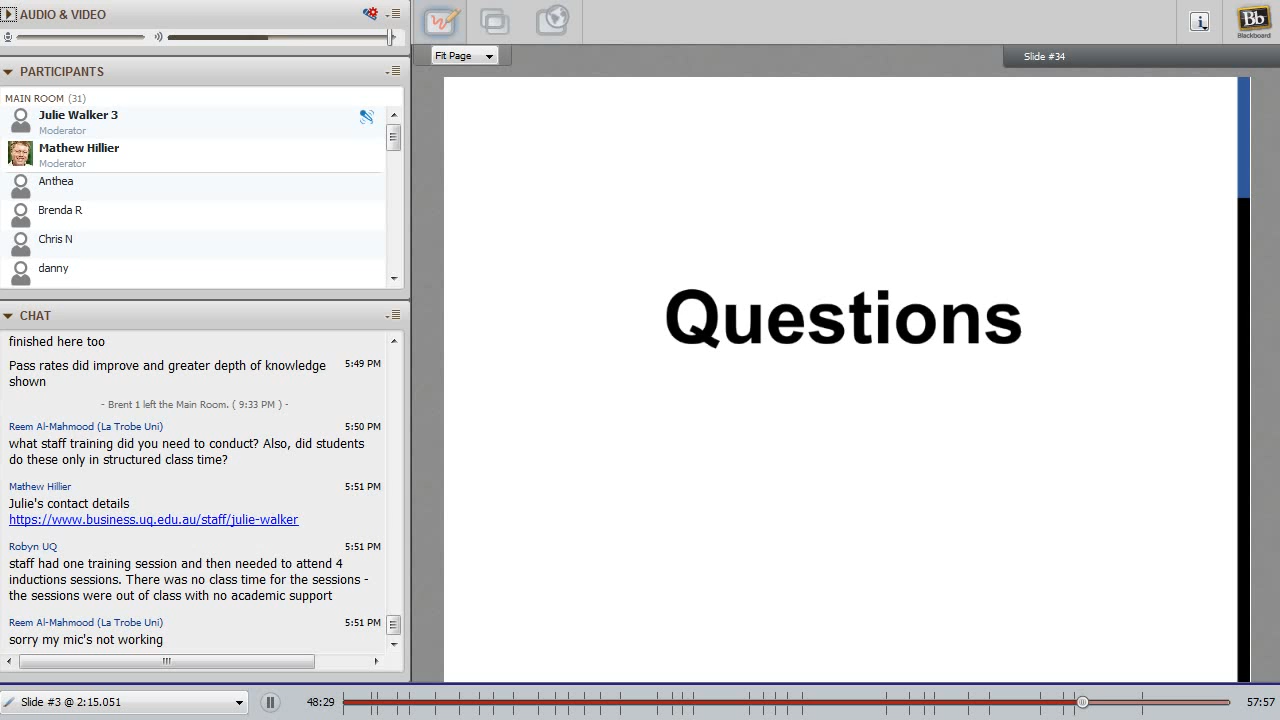 AUDIO & VIDEO
PARTICIPANTS
MAIN ROOM (31)
Julie Walker 3
Moderator
Mathew Hillier
Moderator
Anthea
Brenda R
Chris N
danny
CHAT
finished here too
Pass rates did improve and greater depth of knowledge 5:49 PM
shown
- Brent 1 left the Main Room. ( 9:33 PM ) -
Reem Al-Mahmood (La Trobe Uni) 5:50 PM
what staff training did you need to conduct? Also, did students
do these only in structured class time?
Mathew Hillier 5:51 PM
Julie's contact details
https://www.business.uq.edu.au/staff/julie-walker
Robyn UQ 5:51 PM
staff had one training session and then needed to attend 4
inductions sessions. There was no class time for the sessions -
the sessions were out of class with no academic support
Reem Al-Mahmood (La Trobe Uni) 5:51 PM
sorry my mic's not working
Fit Page
Slide #34
Bb
Blackboard
Questions
Slide #3 @ 2:15.051
48:29
57:57